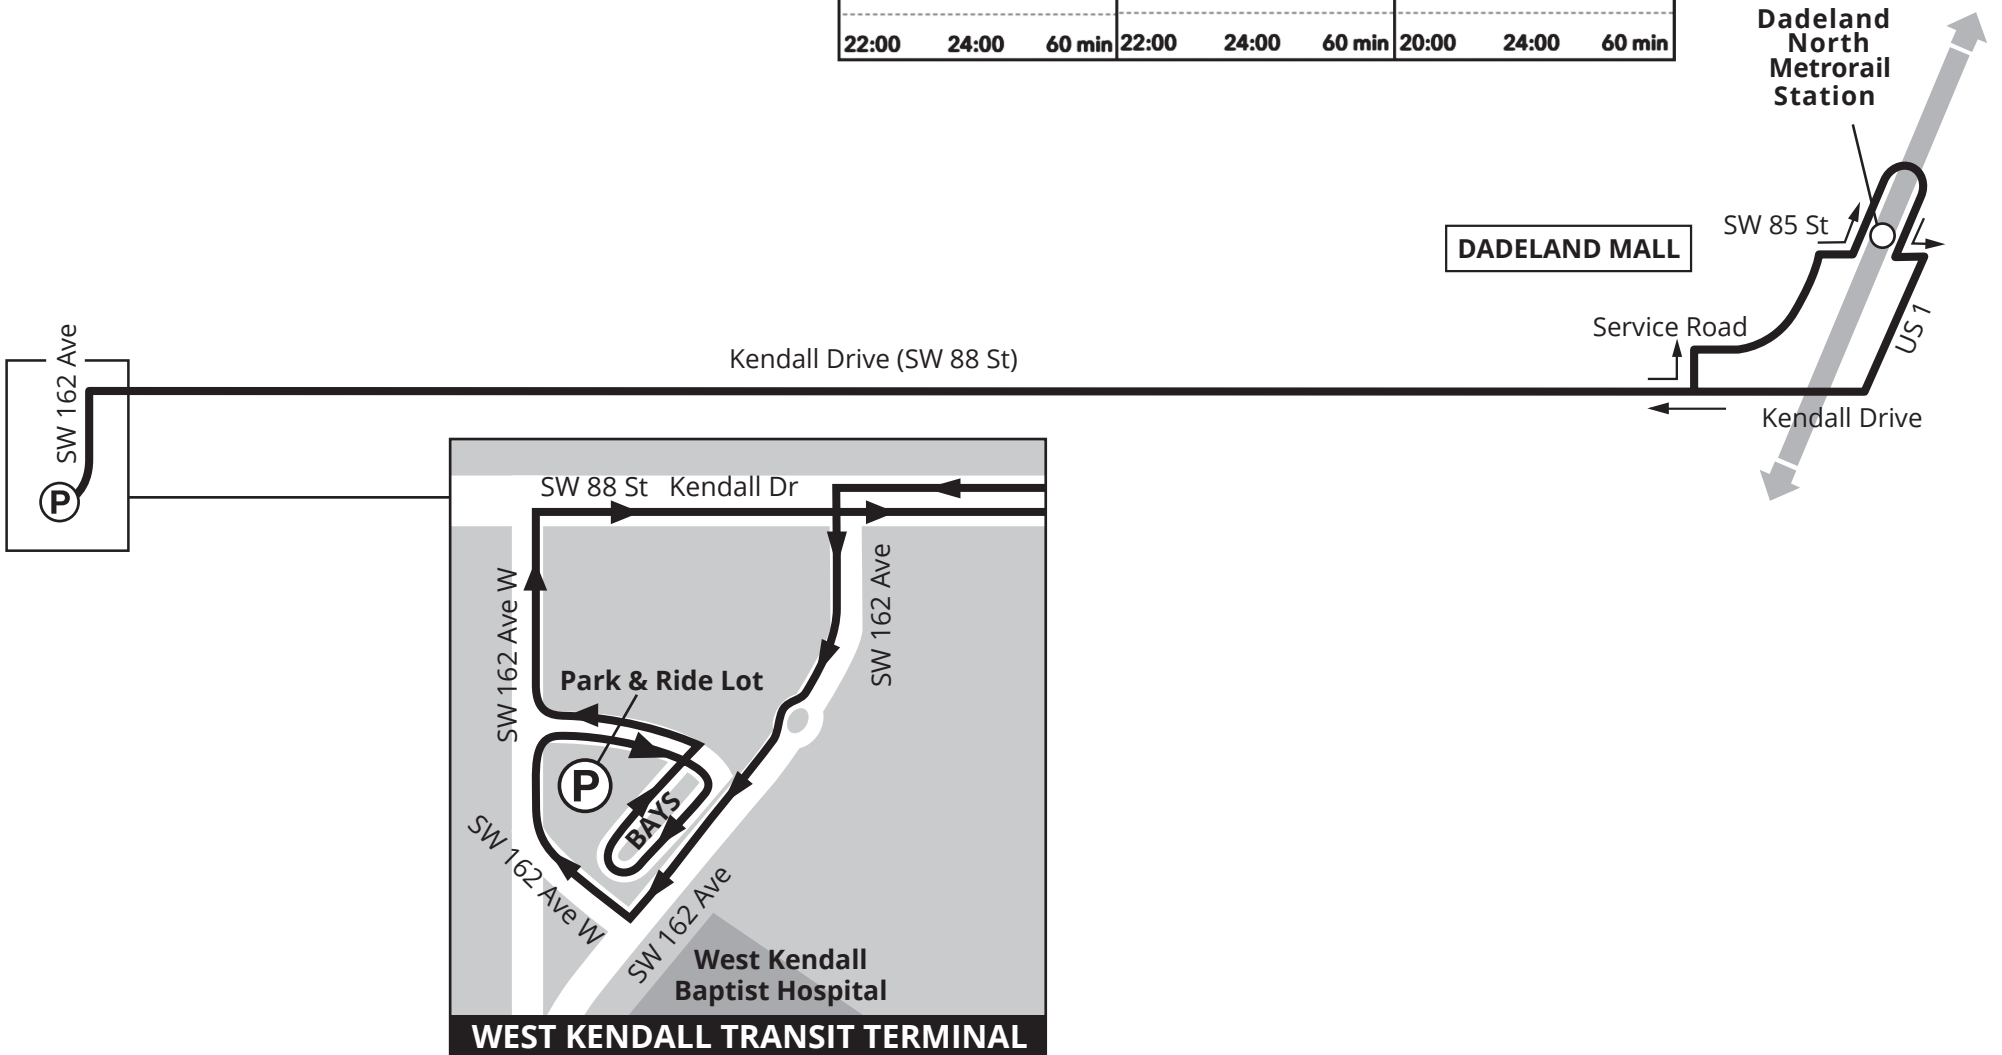 22:00 24:00 60 min 22:00 24:00 60 min 20:00 24:00 60 min
Dadeland
North
Metrorail
Station
SW 85 St
DADELAND MALL
Service Road
US 1
Kendall Drive (SW 88 St)
Kendall Drive
SW 162 Ave
P
SW 88 St Kendall Dr
SW 162 Ave W
SW 162 Ave
Park & Ride Lot
P
BAYS
SW 162 Ave W
SW 162 Ave
West Kendall
Baptist Hospital
WEST KENDALL TRANSIT TERMINAL